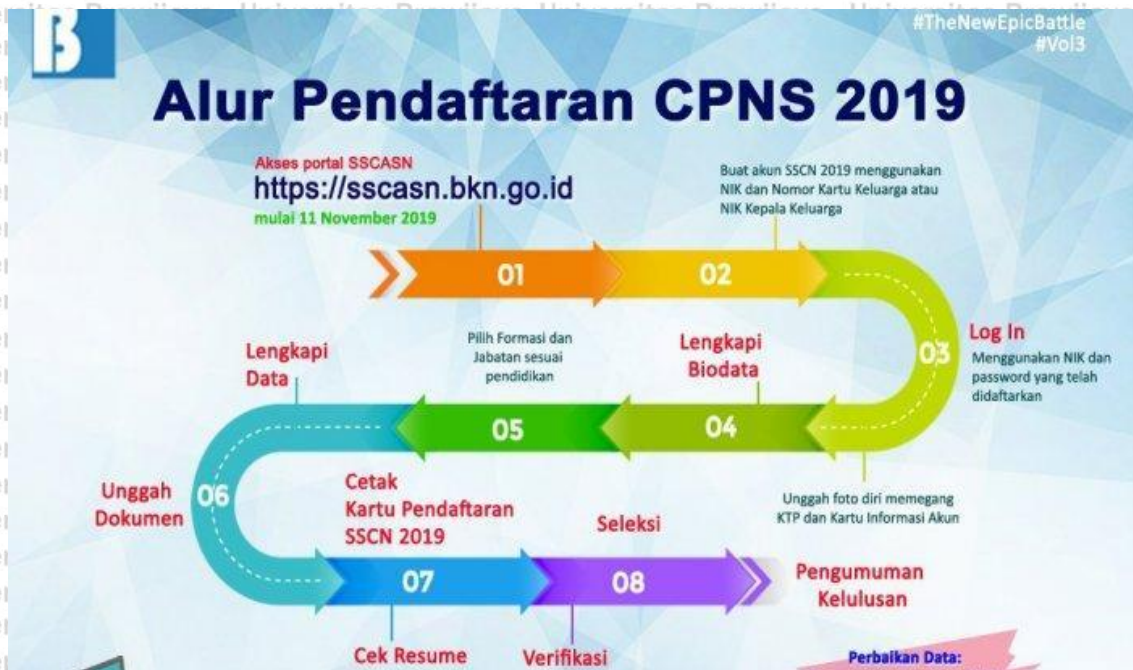 #TheNewEpicBattle
#Vol3
B
Alur Pendaftaran CPNS 2019
Akses portal SSCASN
https://sscasn.bkn.go.id
mulai 11 November 2019
Buat akun SSCN 2019 menggunakan
NIK dan Nomor Kartu Keluarga atau
NIK Kepala Keluarga
01
02
03
Log In
Menggunakan NIK dan
password yang telah
didaftarkan
Unggah foto diri memegang
KTP dan Kartu Informasi Akun
Lengkapi
Biodata
04
Pilih Formasi dan
Jabatan sesuai
pendidikan
05
Lengkapi
Data
06
Unggah
Dokumen
Cetak
Kartu Pendaftaran
SSCN 2019
07
Cek Resume
Seleksi
08
Verifikasi
Pengumuman
Kelulusan
Perbaikan Data: